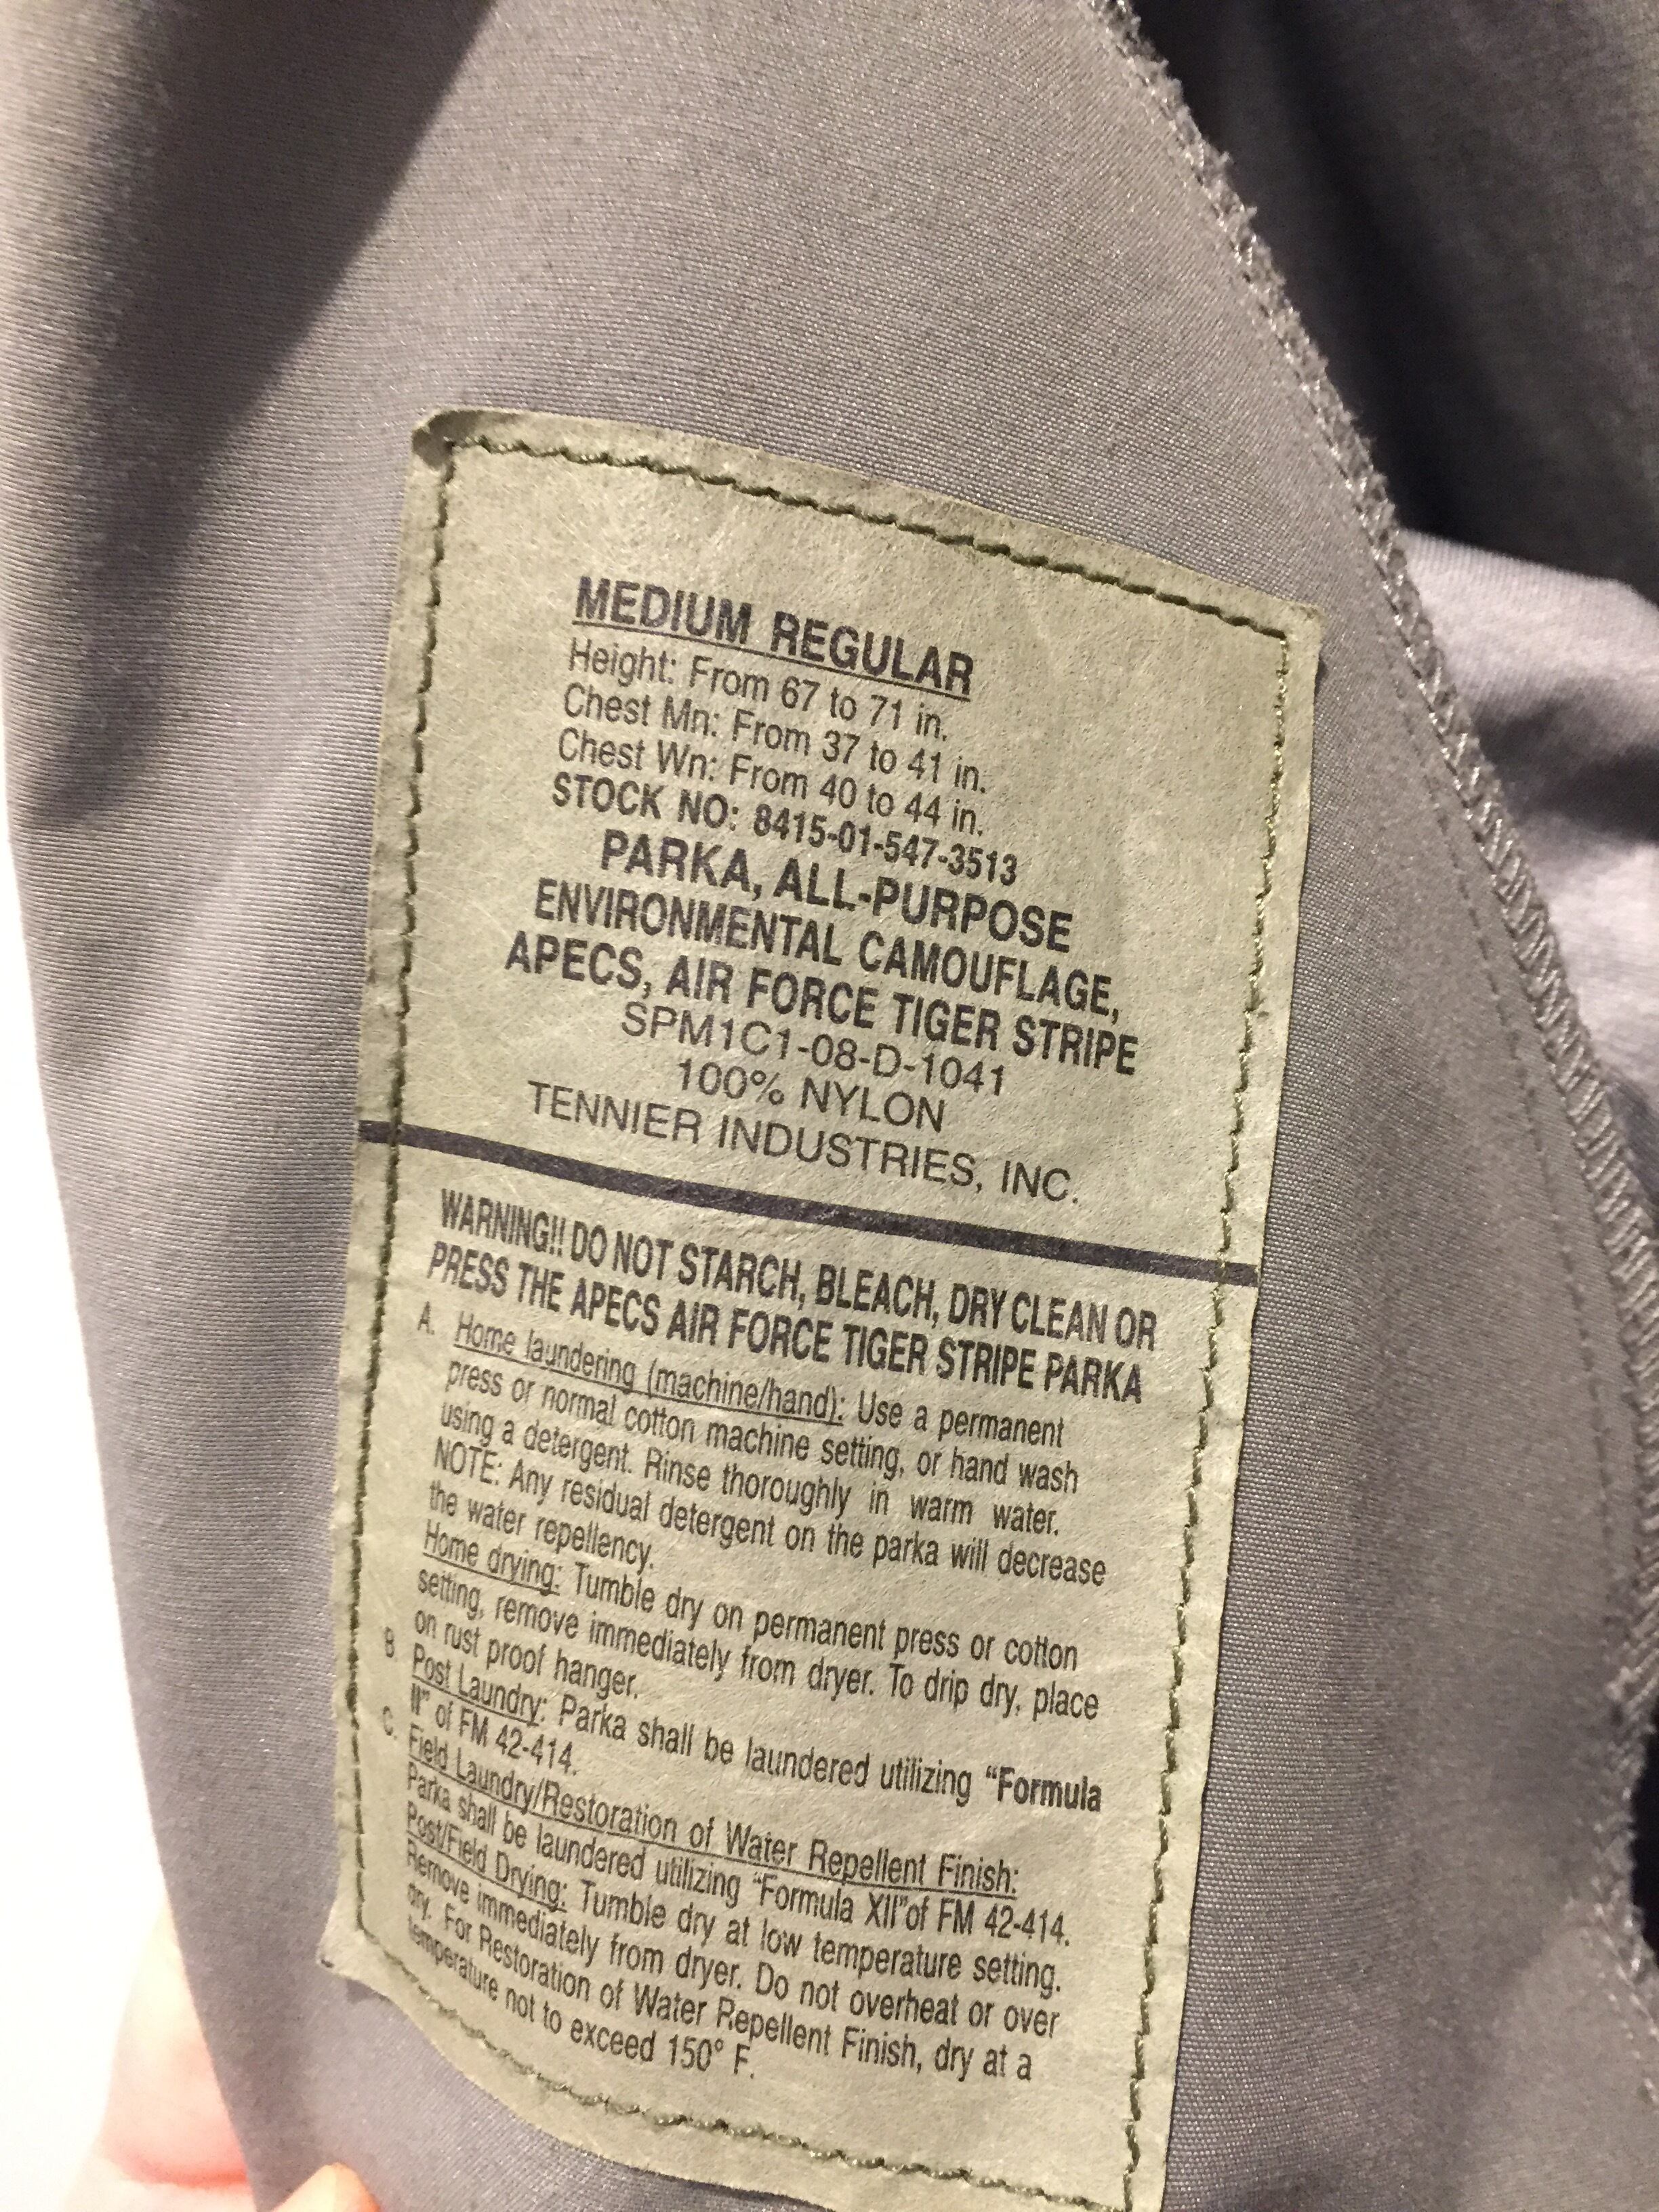 MEDIUM REGULAR
Height: From 67 to 71 in.
Chest Mn: From 37 to 41 in.
Chest Wn: From 40 to 44 in.
STOCK NO: 8415-01-547-3513
PARKA, ALL-PURPOSE
ENVIRONMENTAL CAMOUFLAGE,
APECS, AIR FORCE TIGER STRIPE
SPM1C1-08-D-1041
100% NYLON
TENNIER INDUSTRIES, INC.
WARNING!! DO NOT STARCH, BLEACH, DRY CLEAN OR
PRESS THE APECS AIR FORCE TIGER STRIPE PARKA
A. Home laundering (machine/hand): Use a permanent
press or normal cotton machine setting, or hand wash
using a detergent. Rinse thoroughly in warm water.
NOTE: Any residual detergent on the parka will decrease
the water repellency.
Home drying: Tumble dry on permanent press or cotton
setting, remove immediately from dryer. To drip dry, place
on rust proof hanger.
B. Post Laundry: Parka shall be laundered utilizing “Formula
II” of FM 42-414.
C. Field Laundry/Restoration of Water Repellent Finish:
Parka shall be laundered utilizing “Formula XII”of FM 42-414.
Post/Field Drying: Tumble dry at low temperature setting.
Remove immediately from dryer. Do not overheat or over
dry. For Restoration of Water Repellent Finish, dry at a
temperature not to exceed 150° F.